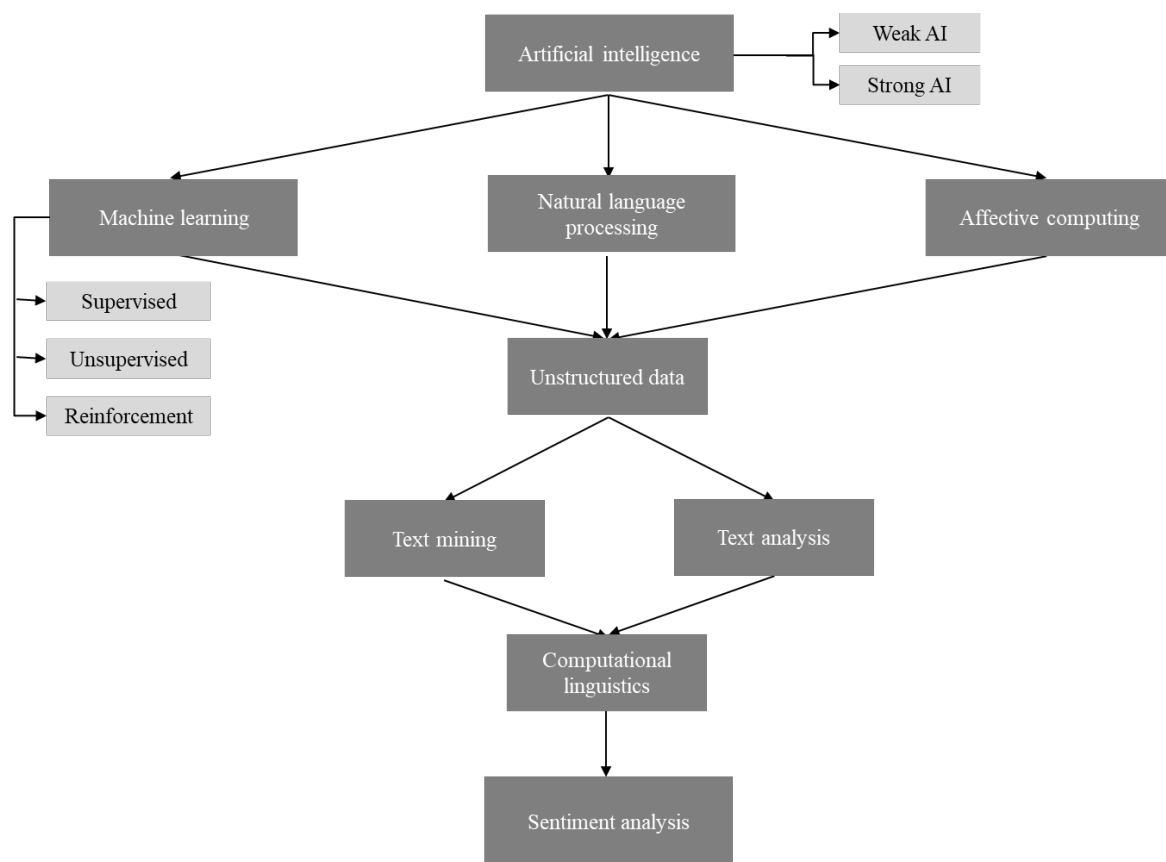 Artificial intelligence
Weak AI
Strong AI
Machine learning
Natural language
processing
Affective computing
Supervised
Unsupervised
Reinforcement
Unstructured data
Text mining
Text analysis
Computational
linguistics
Sentiment analysis